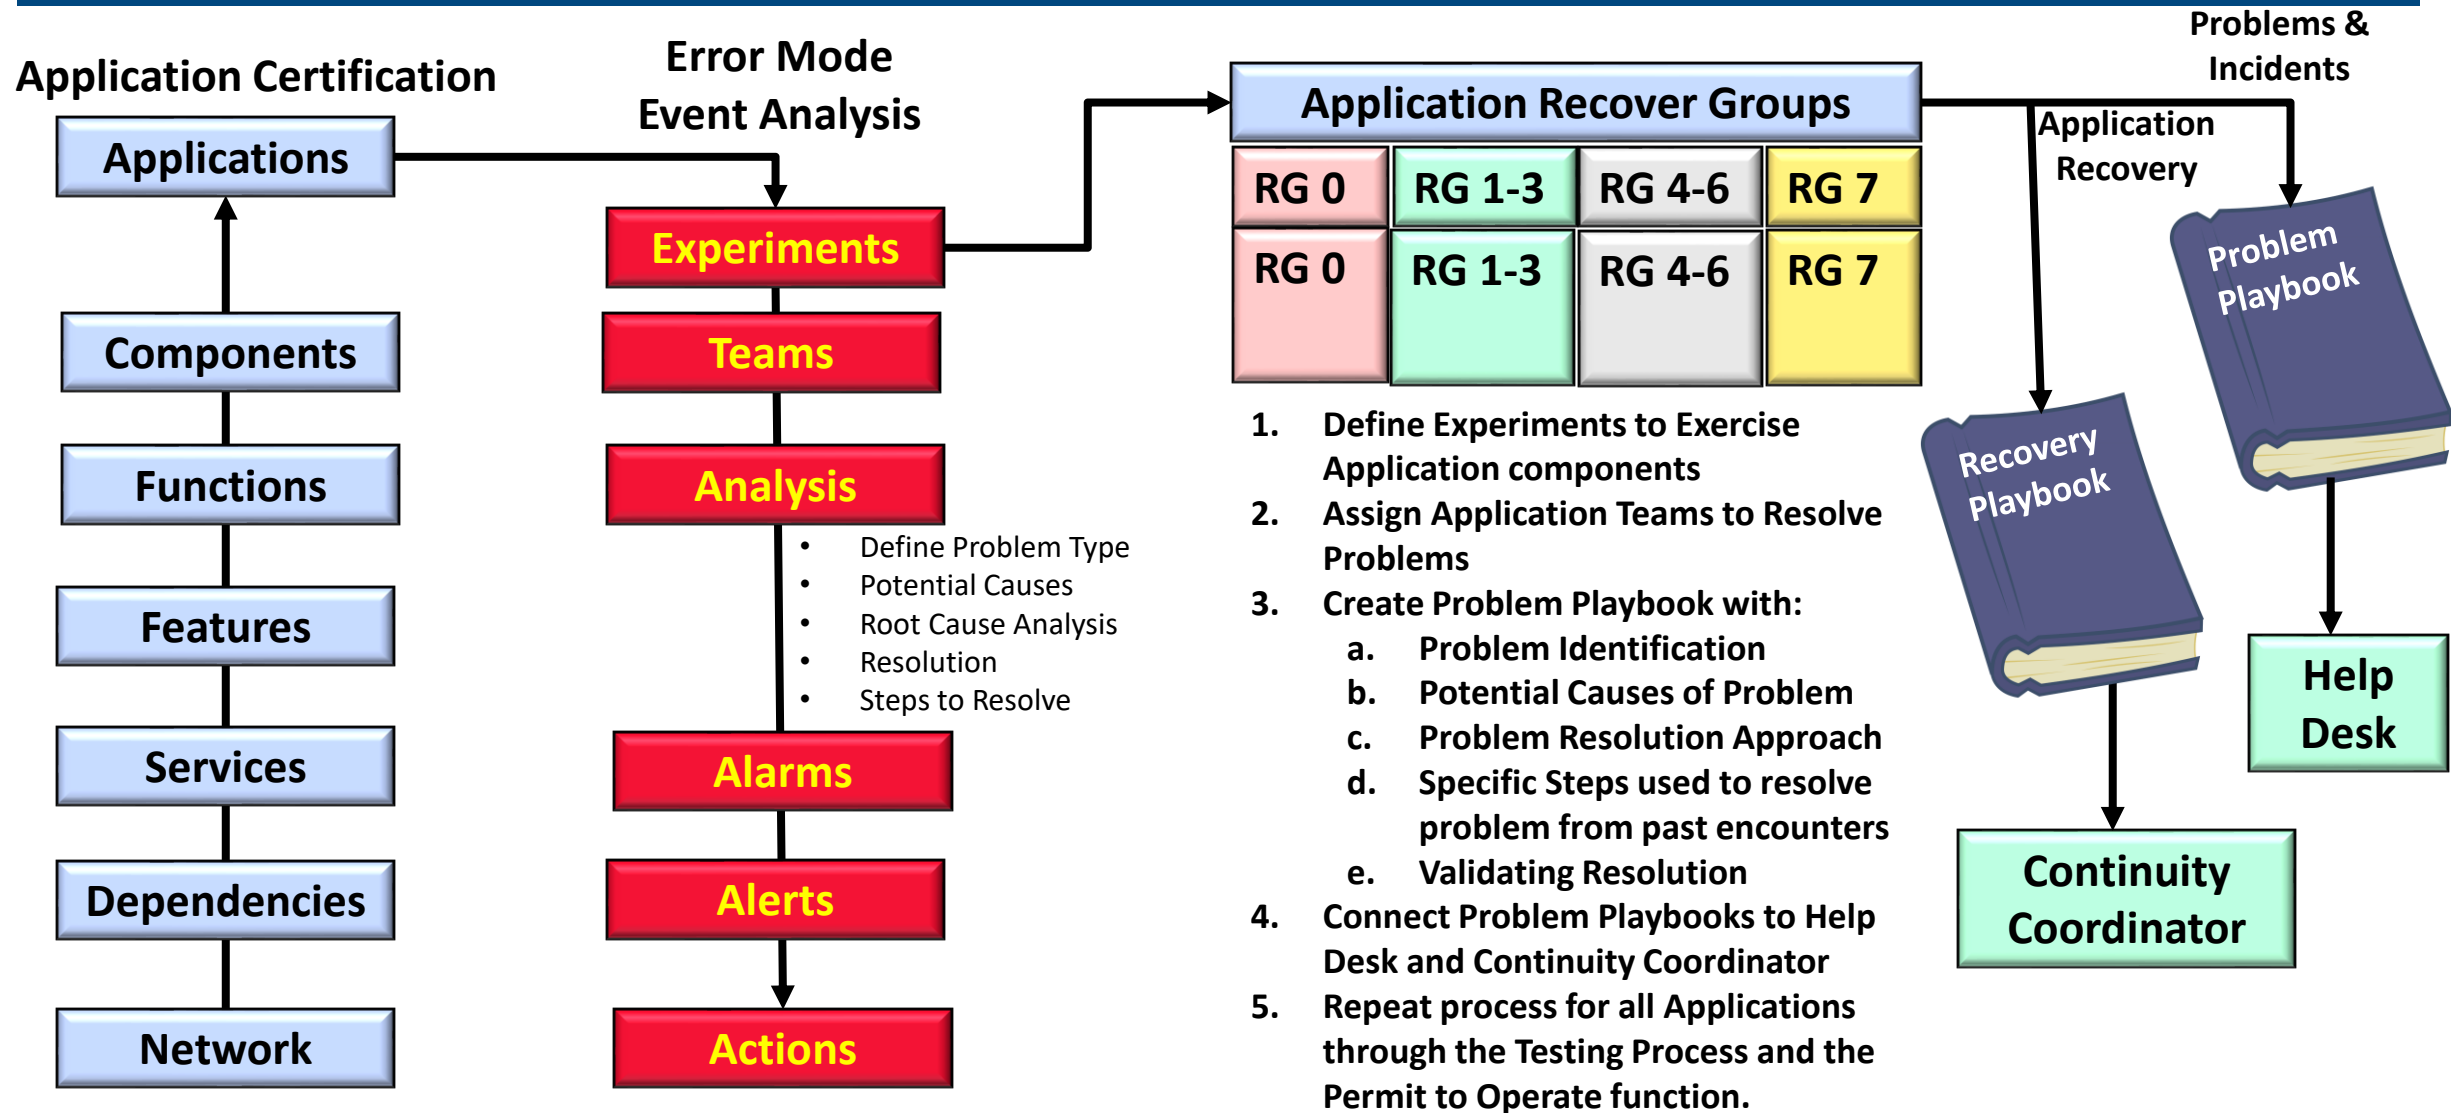 Application Certification
Applications
Components
Functions
Features
Services
Dependencies
Network
Error Mode
Event Analysis
Experiments
Teams
Analysis
• Define Problem Type
• Potential Causes
• Root Cause Analysis
• Resolution
• Steps to Resolve
Alarms
Alerts
Actions
Application Recover Groups
RG 0 RG 1-3 RG 4-6 RG 7
RG 0 RG 1-3 RG 4-6 RG 7
1. Define Experiments to Exercise
Application components
2. Assign Application Teams to Resolve
Problems
3. Create Problem Playbook with:
a. Problem Identification
b. Potential Causes of Problem
c. Problem Resolution Approach
d. Specific Steps used to resolve
problem from past encounters
e. Validating Resolution
4. Connect Problem Playbooks to Help
Desk and Continuity Coordinator
5. Repeat process for all Applications
through the Testing Process and the
Permit to Operate function.
Problems &
Incidents
Application
Recovery
Problem
Playbook
Recovery
Playbook
Help
Desk
Continuity
Coordinator